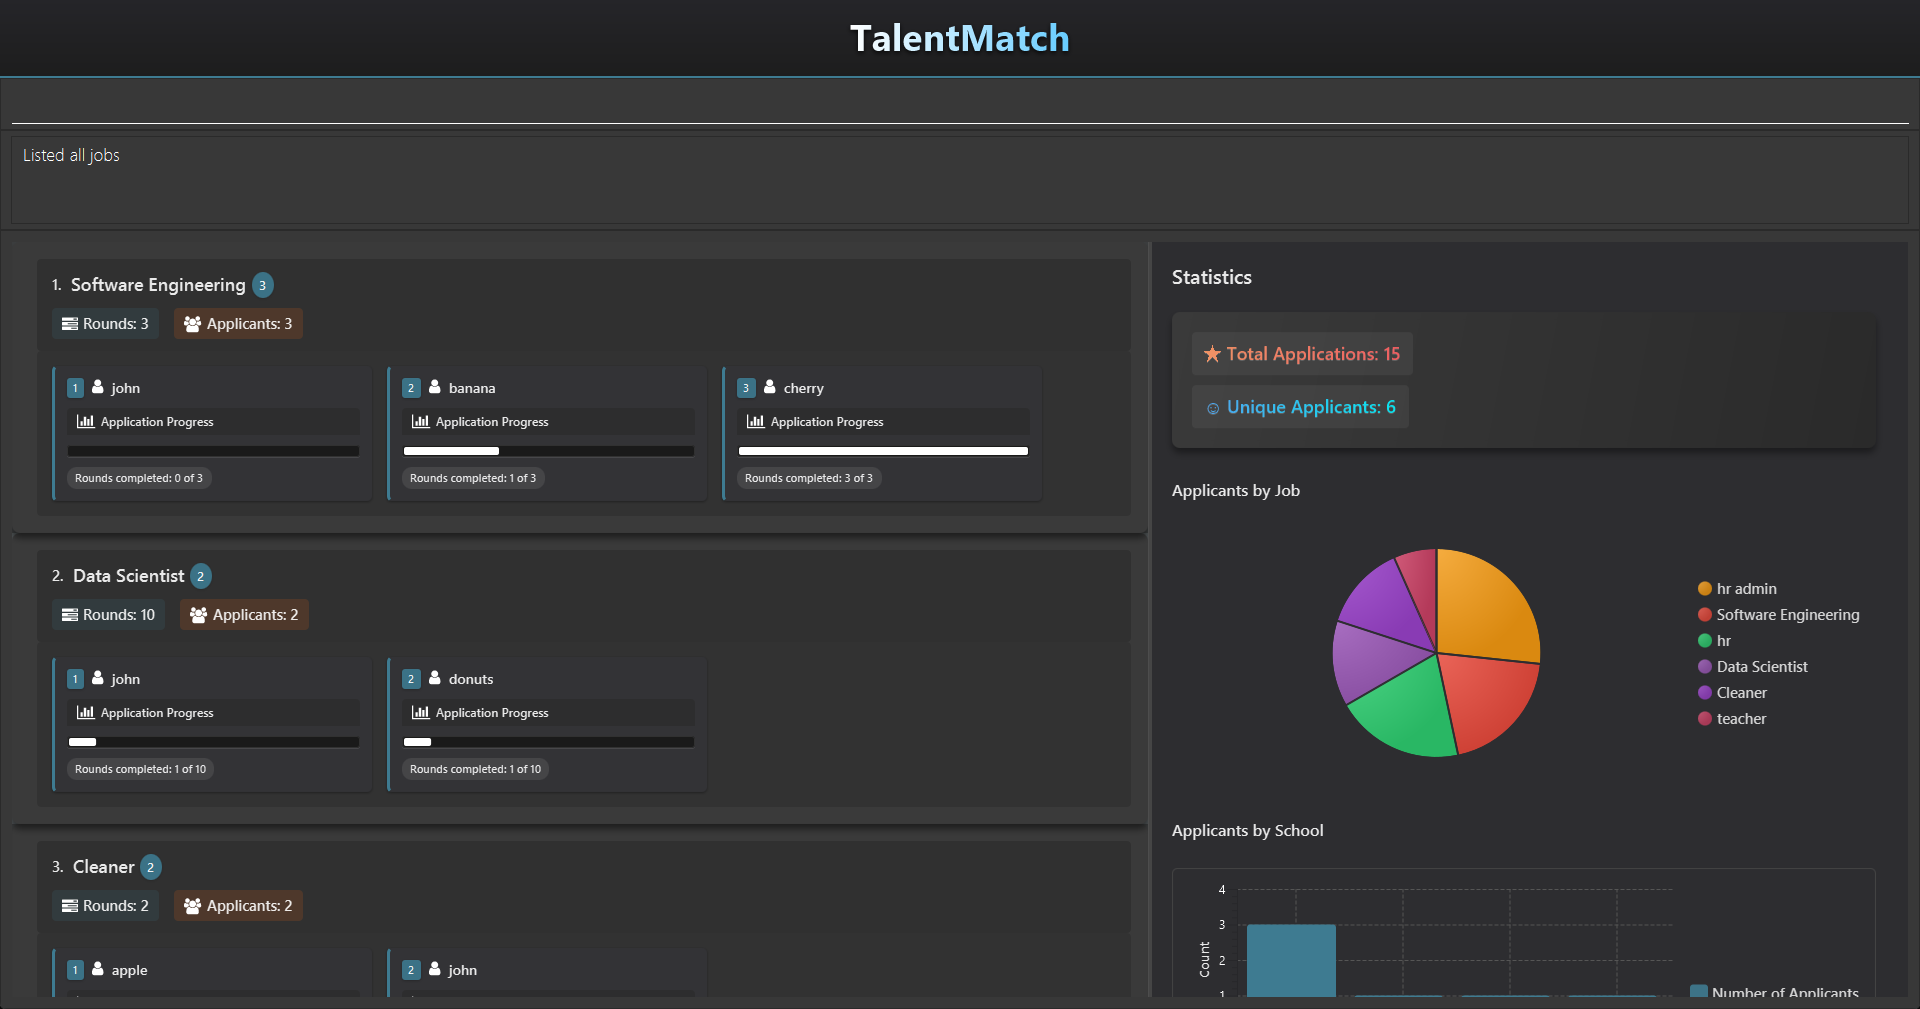 TalentMatch
Listed all jobs
1. Software Engineering 3
Rounds: 3 Applicants: 3
1 john
Application Progress
Rounds completed: 0 of 3
2 banana
Application Progress
Rounds completed: 1 of 3
3 cherry
Application Progress
Rounds completed: 3 of 3
2. Data Scientist 2
Rounds: 10 Applicants: 2
1 john
Application Progress
Rounds completed: 1 of 10
2 donuts
Application Progress
Rounds completed: 1 of 10
3. Cleaner 2
Rounds: 2 Applicants: 2
1 apple
2 john
Statistics
Total Applications: 15
Unique Applicants: 6
Applicants by Job
hr admin
Software Engineering
hr
Data Scientist
Cleaner
teacher
Applicants by School
4
3
2
1
Count
Number of Applicants